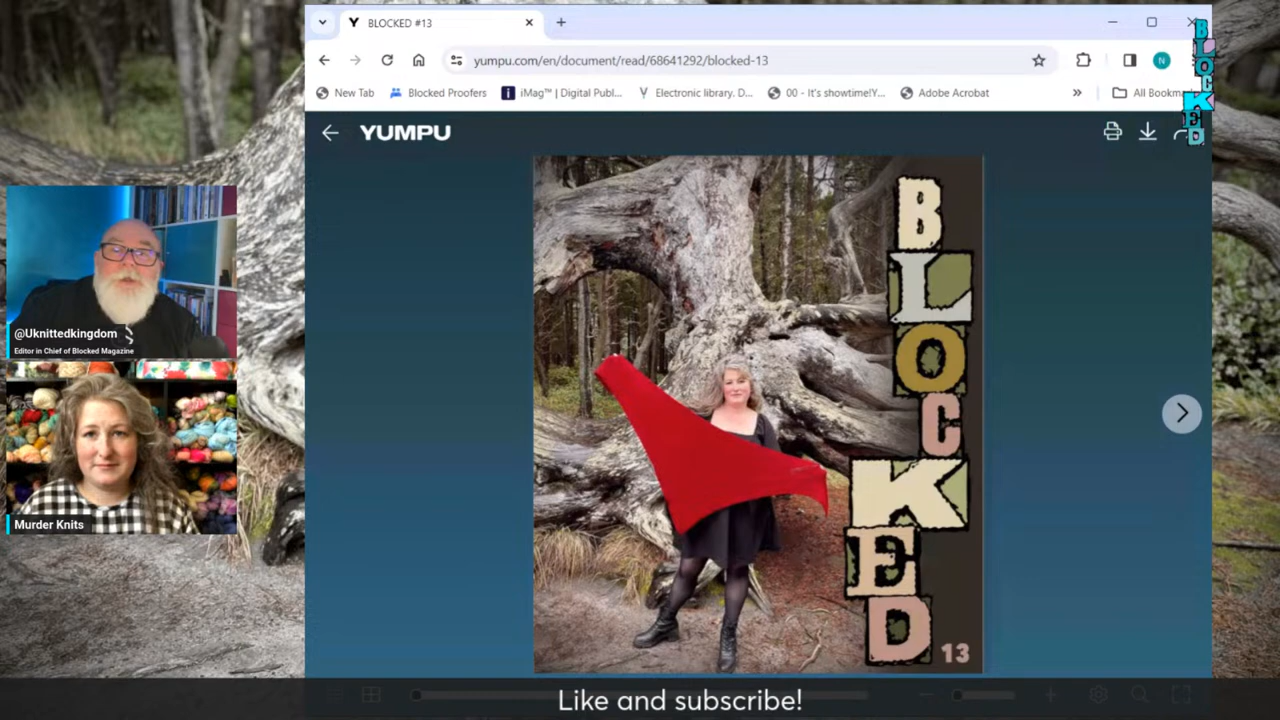 BLOCKED #13
yumpu.com/en/document/read/68641292/blocked-13
N
New Tab
Blocked Proofers
iMag™ | Digital Publ...
Electronic library. D...
00 - It's showtime!Y...
Adobe Acrobat
»
All Bookma
BLOCKED
YUMPU
BLOCKED
13
@Uknittedkingdom
Editor in Chief of Blocked Magazine
Murder Knits
Like and subscribe!